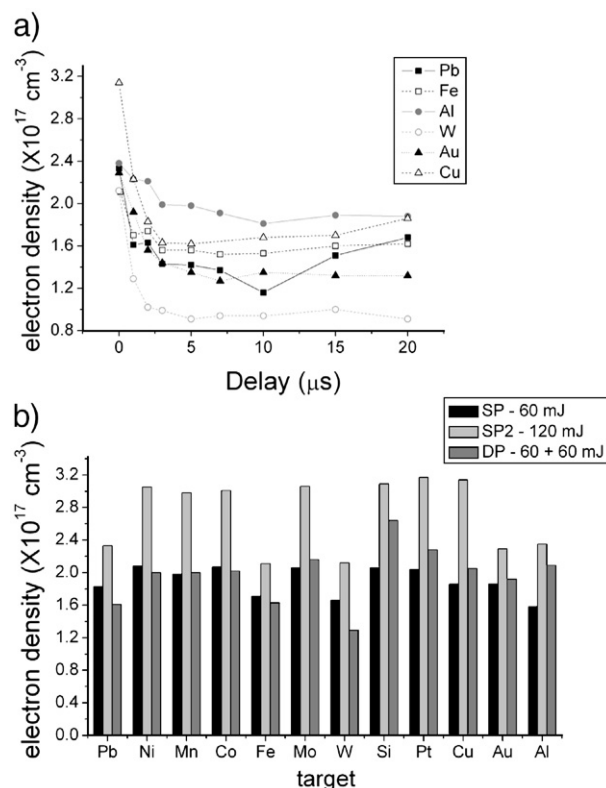 a)
electron density (X10¹⁷ cm⁻³)
3.2
2.8
2.4
2.0
1.6
1.2
0.8
0 5 10 15 20
Delay (μs)
Pb
Fe
Al
W
Au
Cu
b)
SP - 60 mJ
SP2 - 120 mJ
DP - 60 + 60 mJ
electron density (X10¹⁷ cm⁻³)
3.2
2.8
2.4
2.0
1.6
1.2
0.8
0.4
0.0
Pb Ni Mn Co Fe Mo W Si Pt Cu Au Al
target